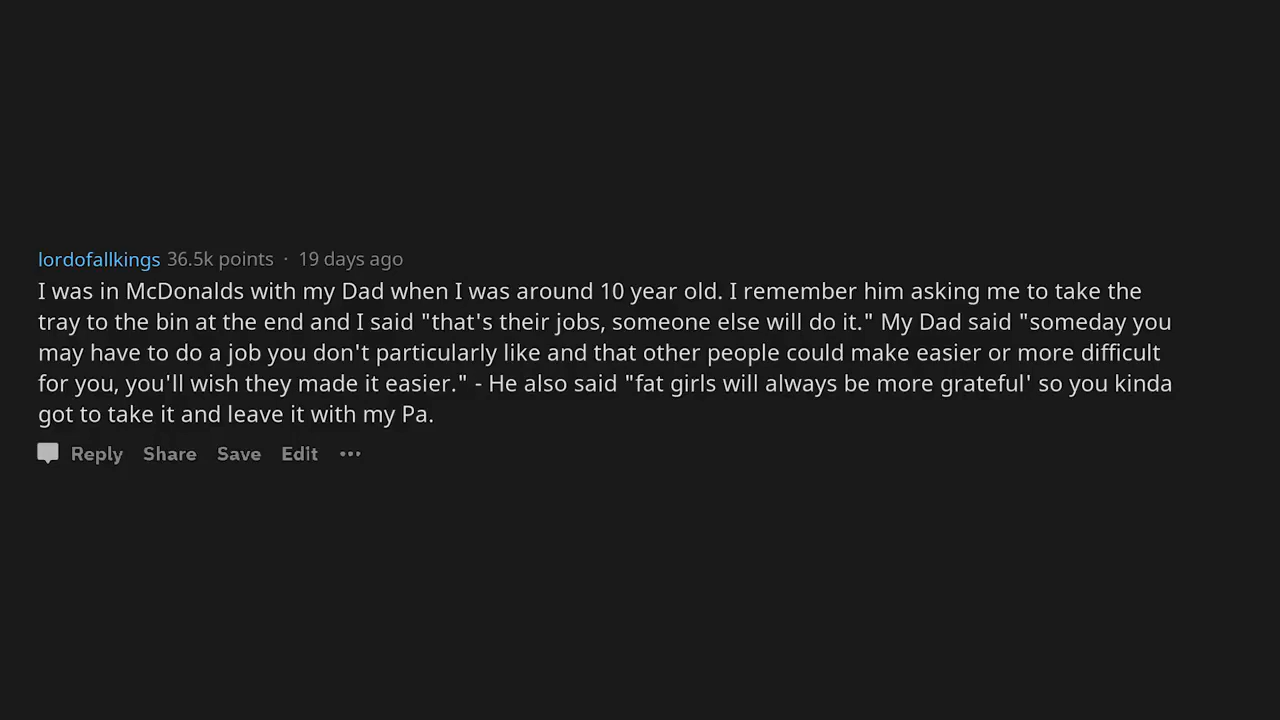 lordofallkings 36.5k points · 19 days ago
I was in McDonalds with my Dad when I was around 10 year old. I remember him asking me to take the
tray to the bin at the end and I said "that's their jobs, someone else will do it." My Dad said "someday you
may have to do a job you don't particularly like and that other people could make easier or more difficult
for you, you'll wish they made it easier." - He also said "fat girls will always be more grateful' so you kinda
got to take it and leave it with my Pa.
Reply Share Save Edit ···